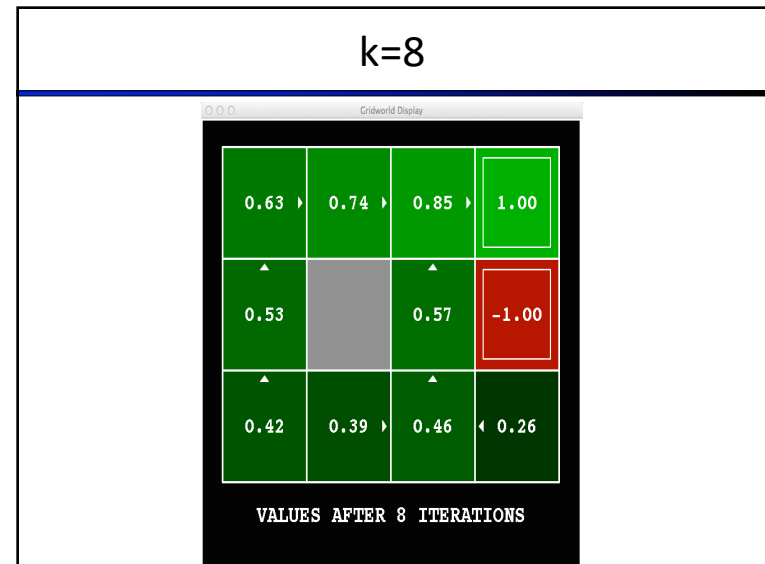 k=8
Gridworld Display
0.63 0.74 0.85 1.00
0.53 0.57 -1.00
0.42 0.39 0.46 0.26
VALUES AFTER 8 ITERATIONS